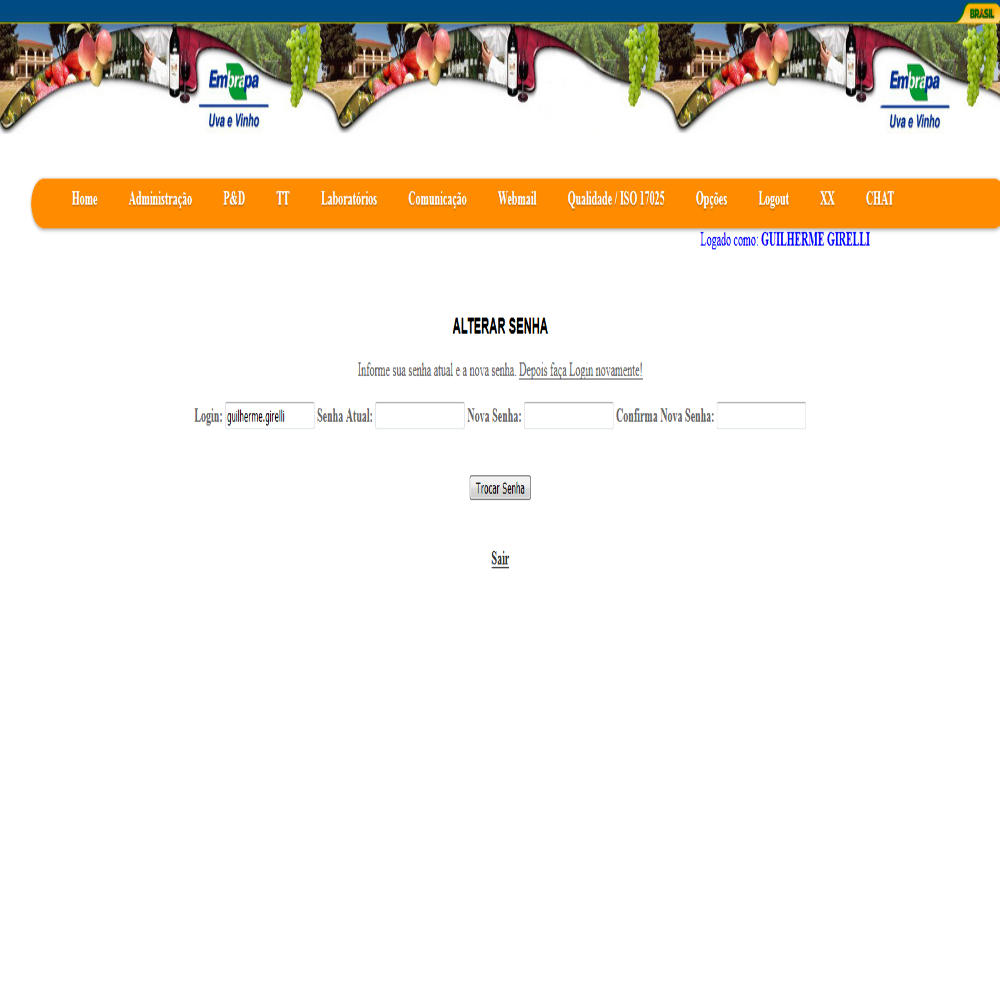 BRASIL
Embrapa
Uva e Vinho
Embrapa
Uva e Vinho
Home Administração P&D TT Laboratórios Comunicação Webmail Qualidade / ISO 17025 Opções Logout XX CHAT
Logado como: GUILHERME GIRELLI
ALTERAR SENHA
Informe sua senha atual e a nova senha. Depois faça Login novamente!
Login: guilherme.girelli Senha Atual: Nova Senha: Confirma Nova Senha:
Trocar Senha
Sair